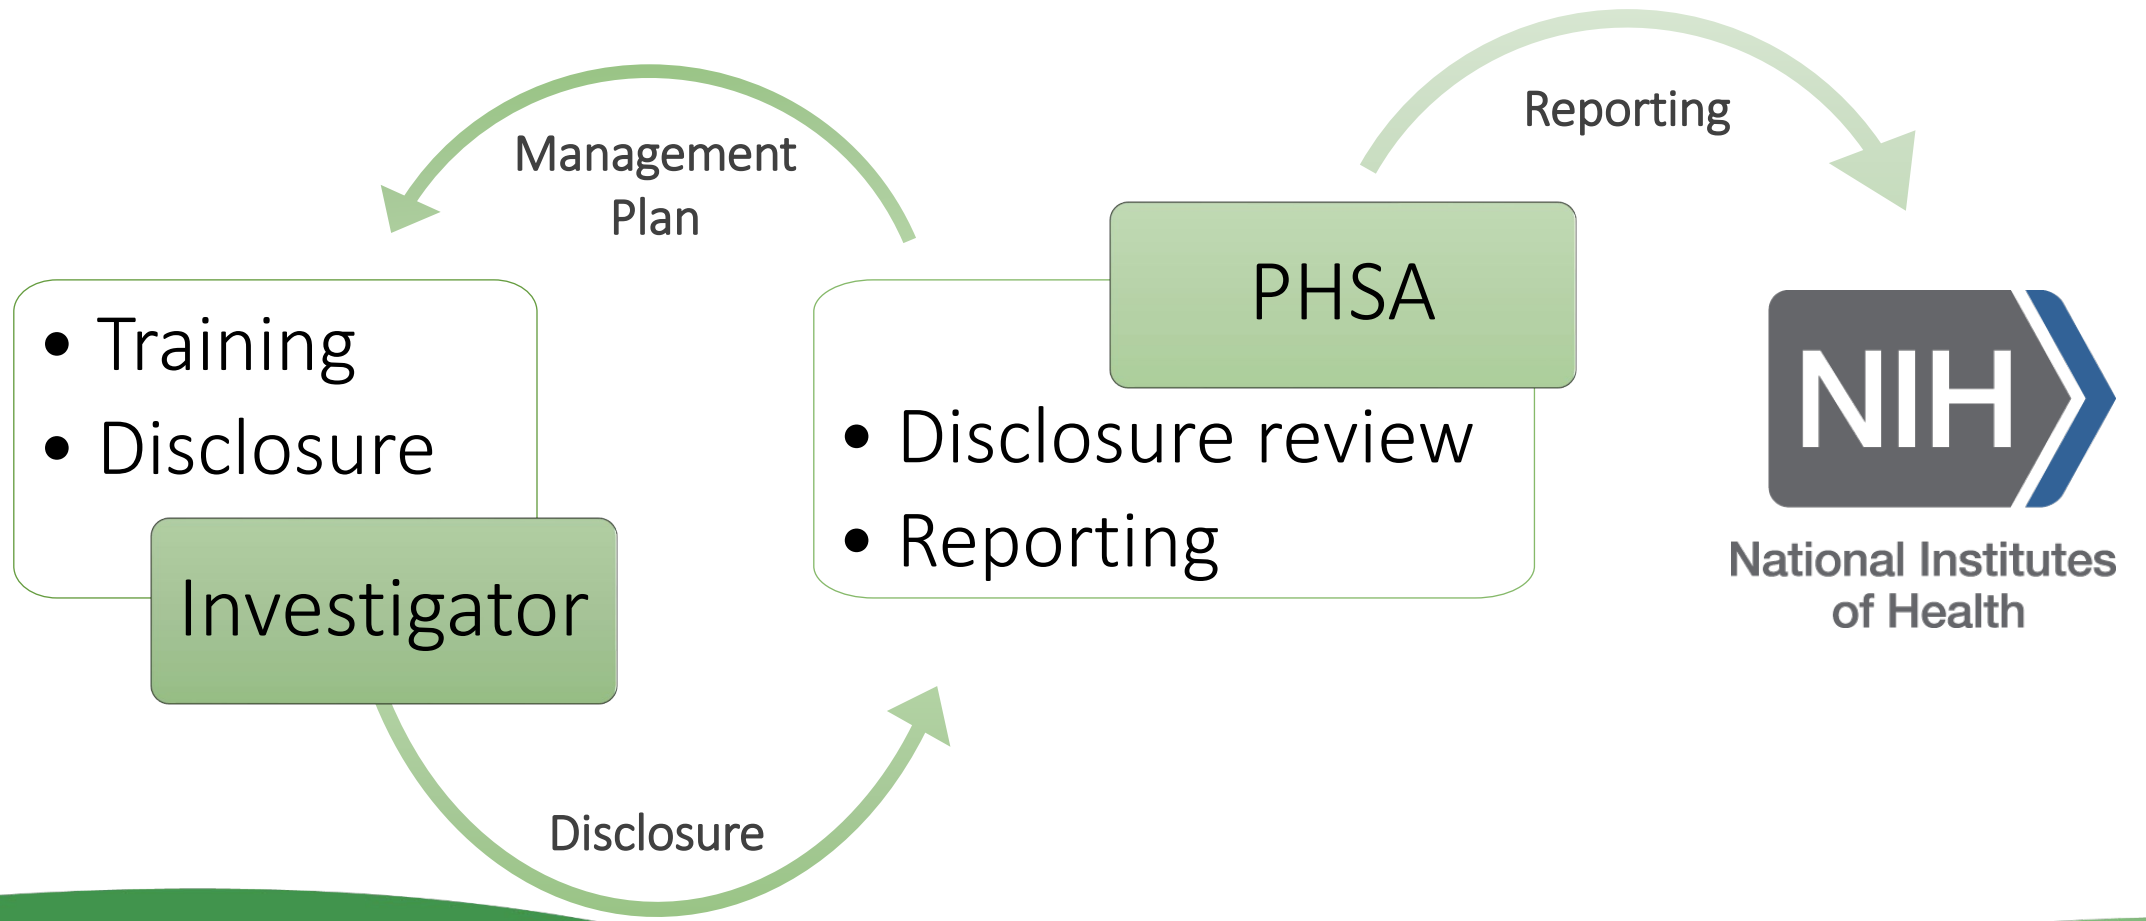 Management
Plan
• Training
• Disclosure
Investigator
Disclosure
PHSA
• Disclosure review
• Reporting
Reporting
NIH
National Institutes
of Health